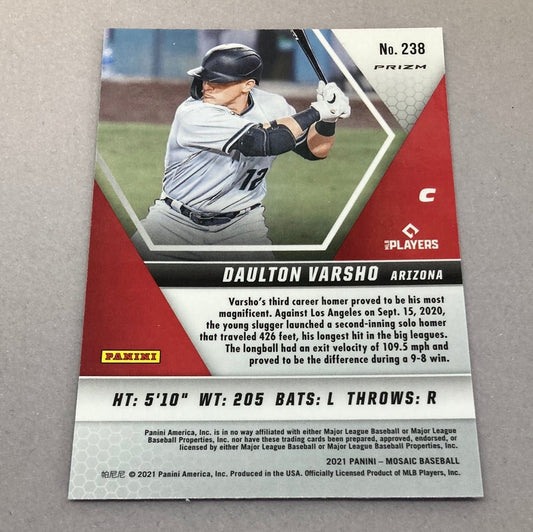 No. 238
PRIZM
12
C
MLB PLAYERS
DAULTON VARSHO ARIZONA
Varsho's third career homer proved to be his most
magnificent. Against Los Angeles on Sept. 15, 2020,
the young slugger launched a second-inning solo homer
that traveled 426 feet, his longest hit in the big leagues.
The longball had an exit velocity of 109.5 mph and
proved to be the difference during a 9-8 win.
PANINI
HT: 5'10" WT: 205 BATS: L THROWS: R
Panini America, Inc. is in no way affiliated with either Major League Baseball or Major League
Baseball Properties, Inc. nor have these trading cards been prepared, approved, endorsed, or
licensed by either Major League Baseball or Major League Baseball Properties, Inc.
2021 PANINI – MOSAIC BASEBALL
帕尼尼 © 2021 Panini America, Inc. Produced in the USA. Officially Licensed Product of MLB Players, Inc.